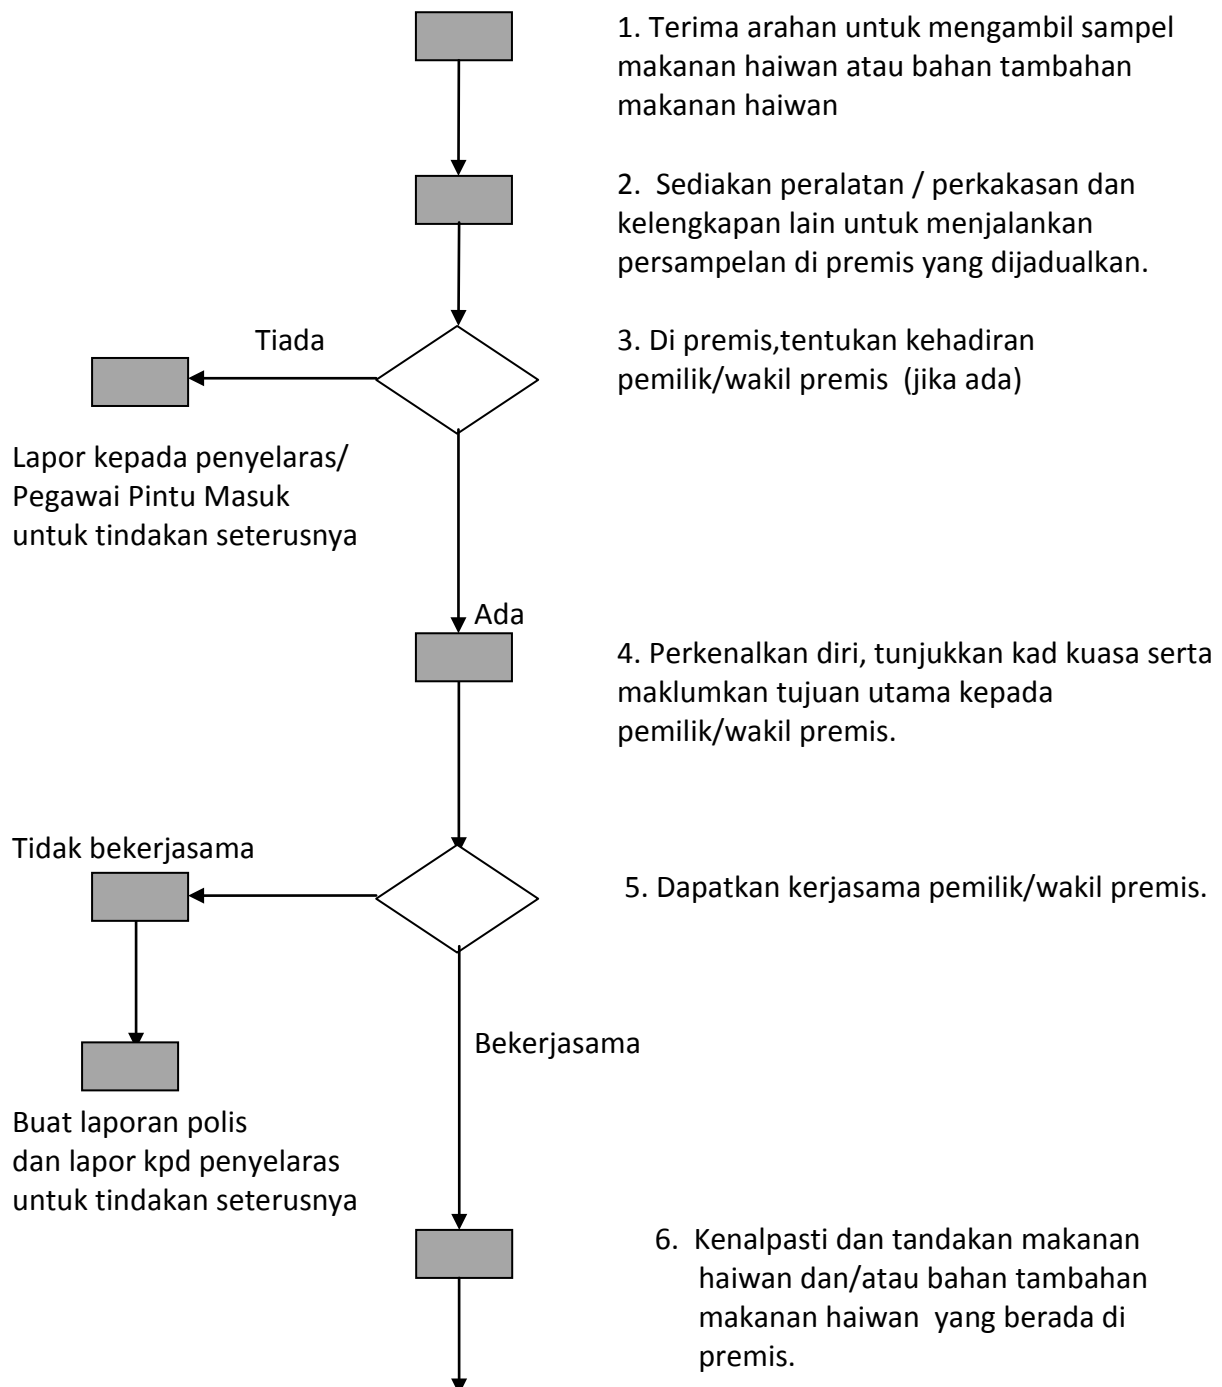 1. Terima arahan untuk mengambil sampel
makanan haiwan atau bahan tambahan
makanan haiwan
2.  Sediakan peralatan / perkakasan dan
kelengkapan lain untuk menjalankan
persampelan di premis yang dijadualkan.
Tiada
3. Di premis,tentukan kehadiran
pemilik/wakil premis  (jika ada)
Lapor kepada penyelaras/
Pegawai Pintu Masuk
untuk tindakan seterusnya
Ada
4. Perkenalkan diri, tunjukkan kad kuasa serta
maklumkan tujuan utama kepada
pemilik/wakil premis.
Tidak bekerjasama
5. Dapatkan kerjasama pemilik/wakil premis.
Bekerjasama
Buat laporan polis
dan lapor kpd penyelaras
untuk tindakan seterusnya
6.  Kenalpasti dan tandakan makanan
haiwan dan/atau bahan tambahan
makanan haiwan  yang berada di
premis.